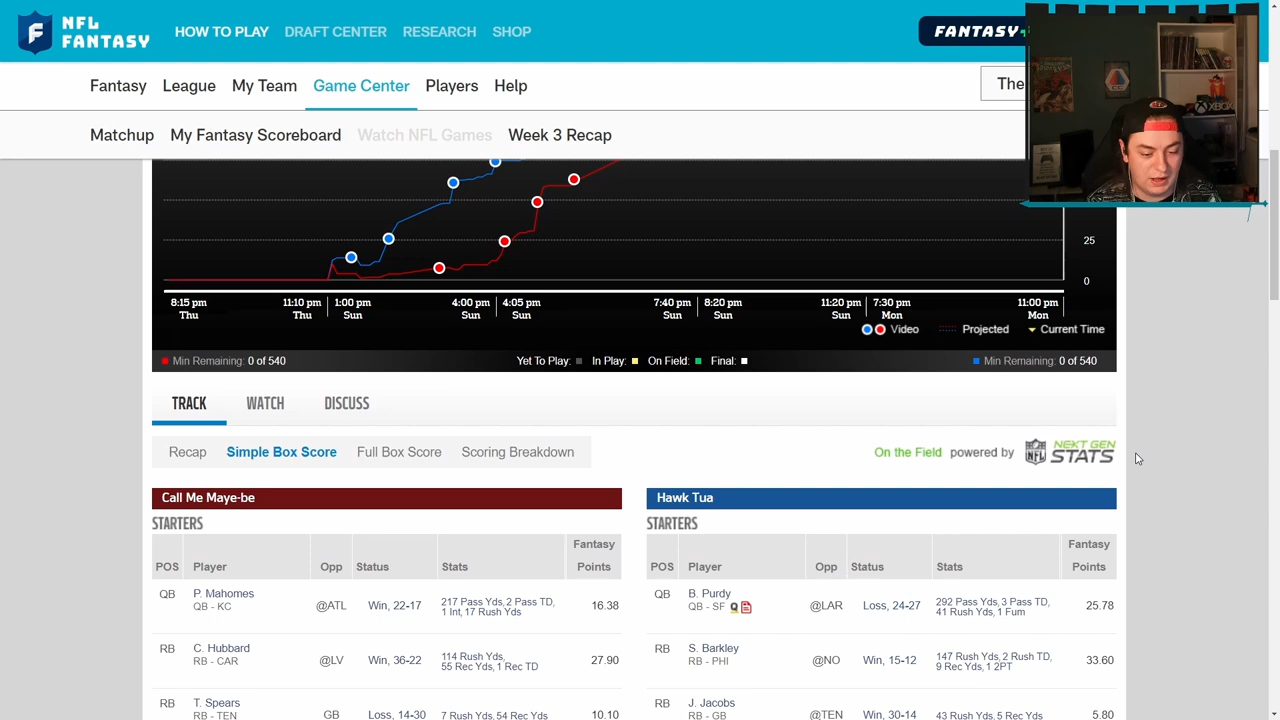 NFL
FANTASY
HOW TO PLAY DRAFT CENTER RESEARCH SHOP
FANTASY+
XBOX
Fantasy League My Team Game Center Players Help
The
Matchup My Fantasy Scoreboard Watch NFL Games Week 3 Recap
25
0
8:15 pm 11:10 pm 1:00 pm 4:00 pm 4:05 pm 7:40 pm 8:20 pm 11:20 pm 7:30 pm 11:00 pm
Thu Thu Sun Sun Sun Sun Sun Sun Mon Mon
Video Projected Current Time
Min Remaining: 0 of 540 Yet To Play: In Play: On Field: Final: Min Remaining: 0 of 540
TRACK WATCH DISCUSS
Recap Simple Box Score Full Box Score Scoring Breakdown
On the Field powered by NFL NEXT GEN STATS
Call Me Maye-be
STARTERS
POS Player Opp Status Stats Fantasy Points
QB P. Mahomes @ATL Win, 22-17 217 Pass Yds, 2 Pass TD, 16.38
QB - KC 1 Int, 17 Rush Yds
RB C. Hubbard @LV Win, 36-22 114 Rush Yds, 27.90
RB - CAR 55 Rec Yds, 1 Rec TD
RB T. Spears GB Loss, 14-30 7 Rush Yds, 54 Rec Yds 10.10
RB - TEN
Hawk Tua
STARTERS
POS Player Opp Status Stats Fantasy Points
QB B. Purdy @LAR Loss, 24-27 292 Pass Yds, 3 Pass TD, 25.78
QB - SF Q 41 Rush Yds, 1 Fum
RB S. Barkley @NO Win, 15-12 147 Rush Yds, 2 Rush TD, 33.60
RB - PHI 9 Rec Yds, 1 2PT
RB J. Jacobs @TEN Win, 30-14 43 Rush Yds, 5 Rec Yds 5.80
RB - GB